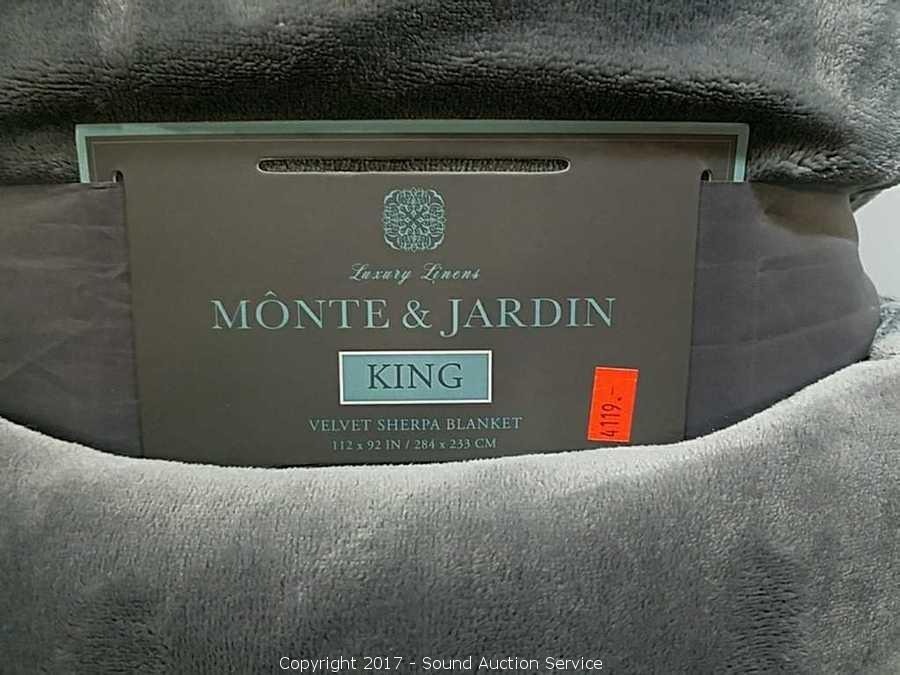 Luxury Linens
MÔNTE & JARDIN
KING
VELVET SHERPA BLANKET
112 x 92 IN / 284 x 233 CM
4119.-
Copyright 2017 - Sound Auction Service